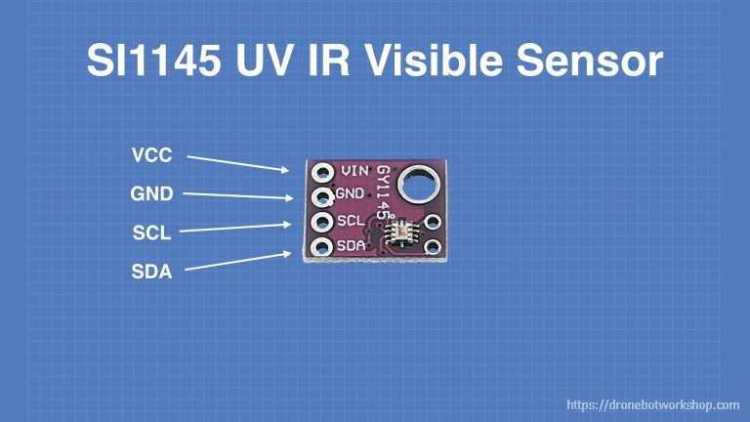 SI1145 UV IR Visible Sensor
VCC
GND
SCL
SDA
VIN
GND
SCL
SDA
GY1145
https://dronebotworkshop.com